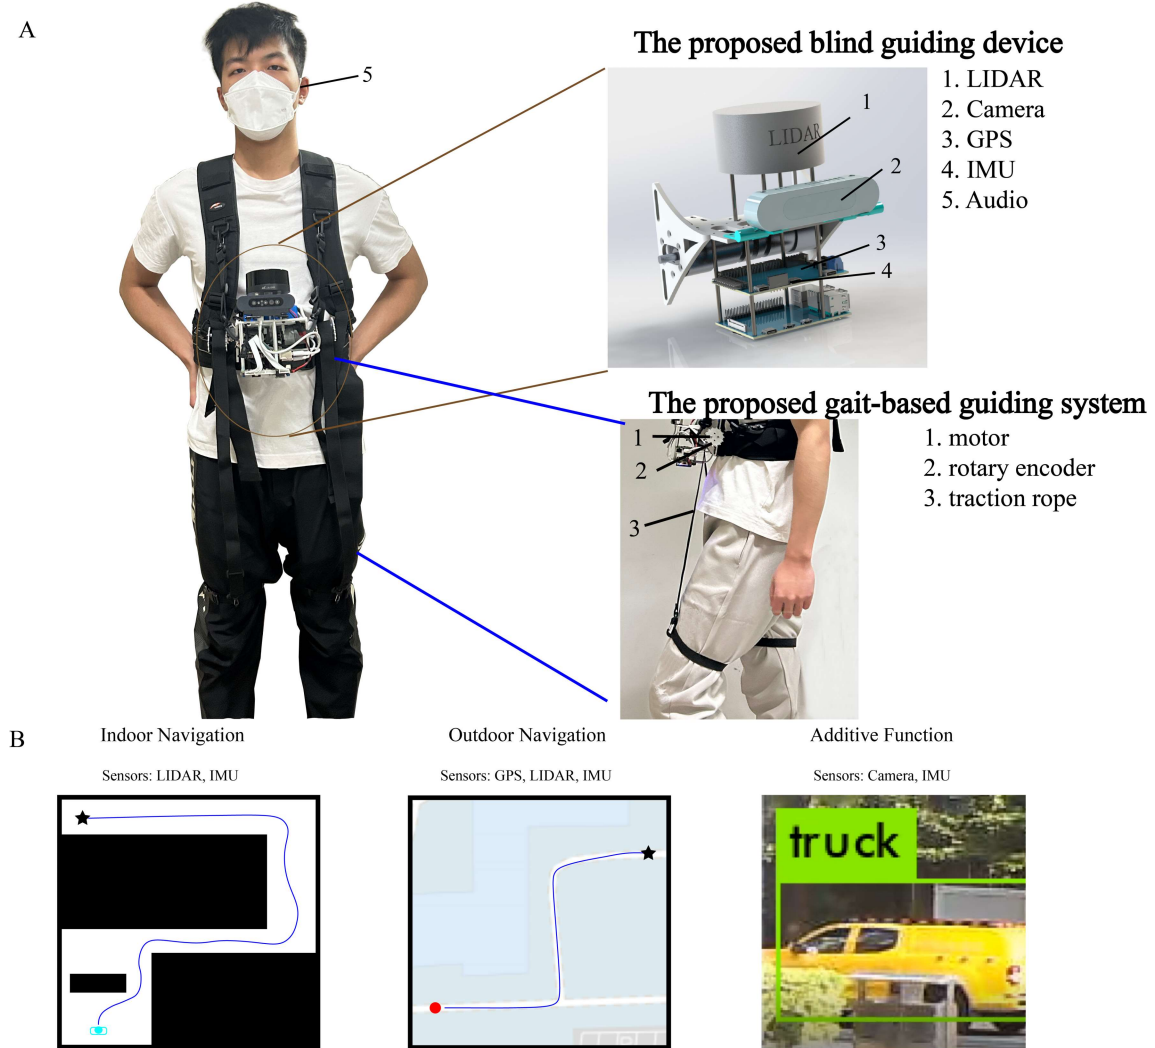 A
5
The proposed blind guiding device
1. LIDAR
2. Camera
3. GPS
4. IMU
5. Audio
1
LIDAR
2
3
4
The proposed gait-based guiding system
1. motor
2. rotary encoder
3. traction rope
1
2
3
B
Indoor Navigation
Sensors: LIDAR, IMU
Outdoor Navigation
Sensors: GPS, LIDAR, IMU
Additive Function
Sensors: Camera, IMU
truck